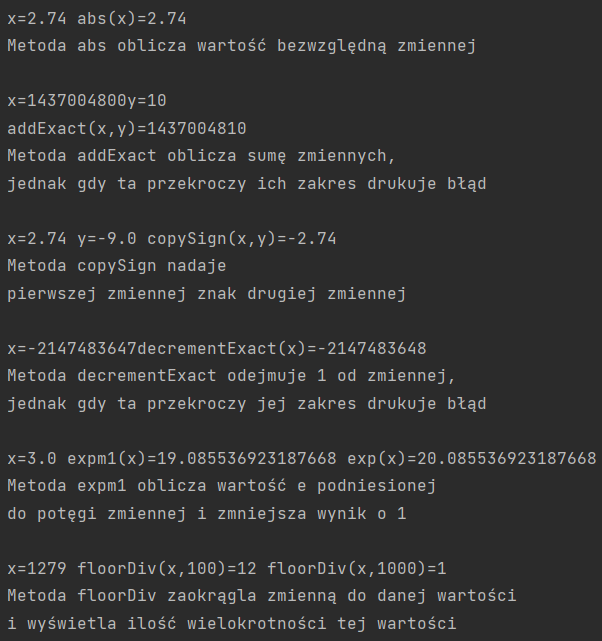 x=2.74 abs(x)=2.74
Metoda abs oblicza wartość bezwzględną zmiennej
x=1437004800y=10
addExact(x,y)=1437004810
Metoda addExact oblicza sumę zmiennych,
jednak gdy ta przekroczy ich zakres drukuje błąd
x=2.74 y=-9.0 copySign(x,y)=-2.74
Metoda copySign nadaje
pierwszej zmiennej znak drugiej zmiennej
x=-2147483647decrementExact(x)=-2147483648
Metoda decrementExact odejmuje 1 od zmiennej,
jednak gdy ta przekroczy jej zakres drukuje błąd
x=3.0 expm1(x)=19.085536923187668 exp(x)=20.085536923187668
Metoda expm1 oblicza wartość e podniesionej
do potęgi zmiennej i zmniejsza wynik o 1
x=1279 floorDiv(x,100)=12 floorDiv(x,1000)=1
Metoda floorDiv zaokrągla zmienną do danej wartości
i wyświetla ilość wielokrotności tej wartości